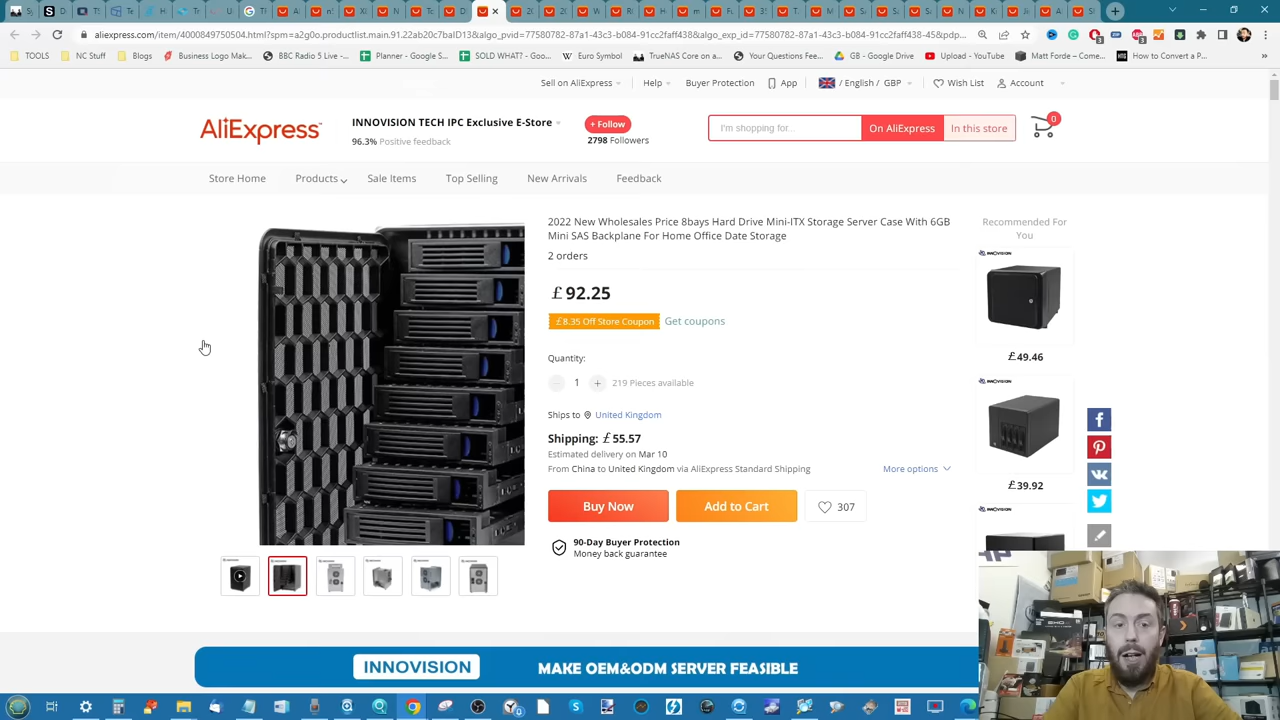 aliexpress.com/item/4000849750504.html?spm=a2g0o.productlist.main.91.22ab20c7baID13&algo_pvid=77580782-87a1-43c3-b084-91cc2faff438&algo_exp_id=77580782-87a1-43c3-b084-91cc2faff438-45&pdp...
TOOLS
NC Stuff
Blogs
Business Logo Mak...
BBC Radio 5 Live...
Planner - Google S...
SOLD WHAT? - Goo...
Euro Symbol
TrueNAS Core on a...
Your Questions Fee...
GB - Google Drive
Upload - YouTube
Matt Forde – Come...
How to Convert a P...
Sell on AliExpress
Help
Buyer Protection
App
/ English / GBP
Wish List
Account
AliExpress
INNOVISION TECH IPC Exclusive E-Store
96.3% Positive feedback
+ Follow
2798 Followers
I'm shopping for...
On AliExpress
In this store
0
Store Home
Products
Sale Items
Top Selling
New Arrivals
Feedback
2022 New Wholesales Price 8bays Hard Drive Mini-ITX Storage Server Case With 6GB
Mini SAS Backplane For Home Office Date Storage
2 orders
£92.25
£8.35 Off Store Coupon
Get coupons
Quantity:
1
219 Pieces available
Ships to
United Kingdom
Shipping: £55.57
Estimated delivery on Mar 10
From China to United Kingdom via AliExpress Standard Shipping
More options
Buy Now
Add to Cart
307
90-Day Buyer Protection
Money back guarantee
Recommended For
You
INNOVISION
£49.46
INNOVISION
£39.92
INNOVISION
INNOVISION
MAKE OEM&ODM SERVER FEASIBLE